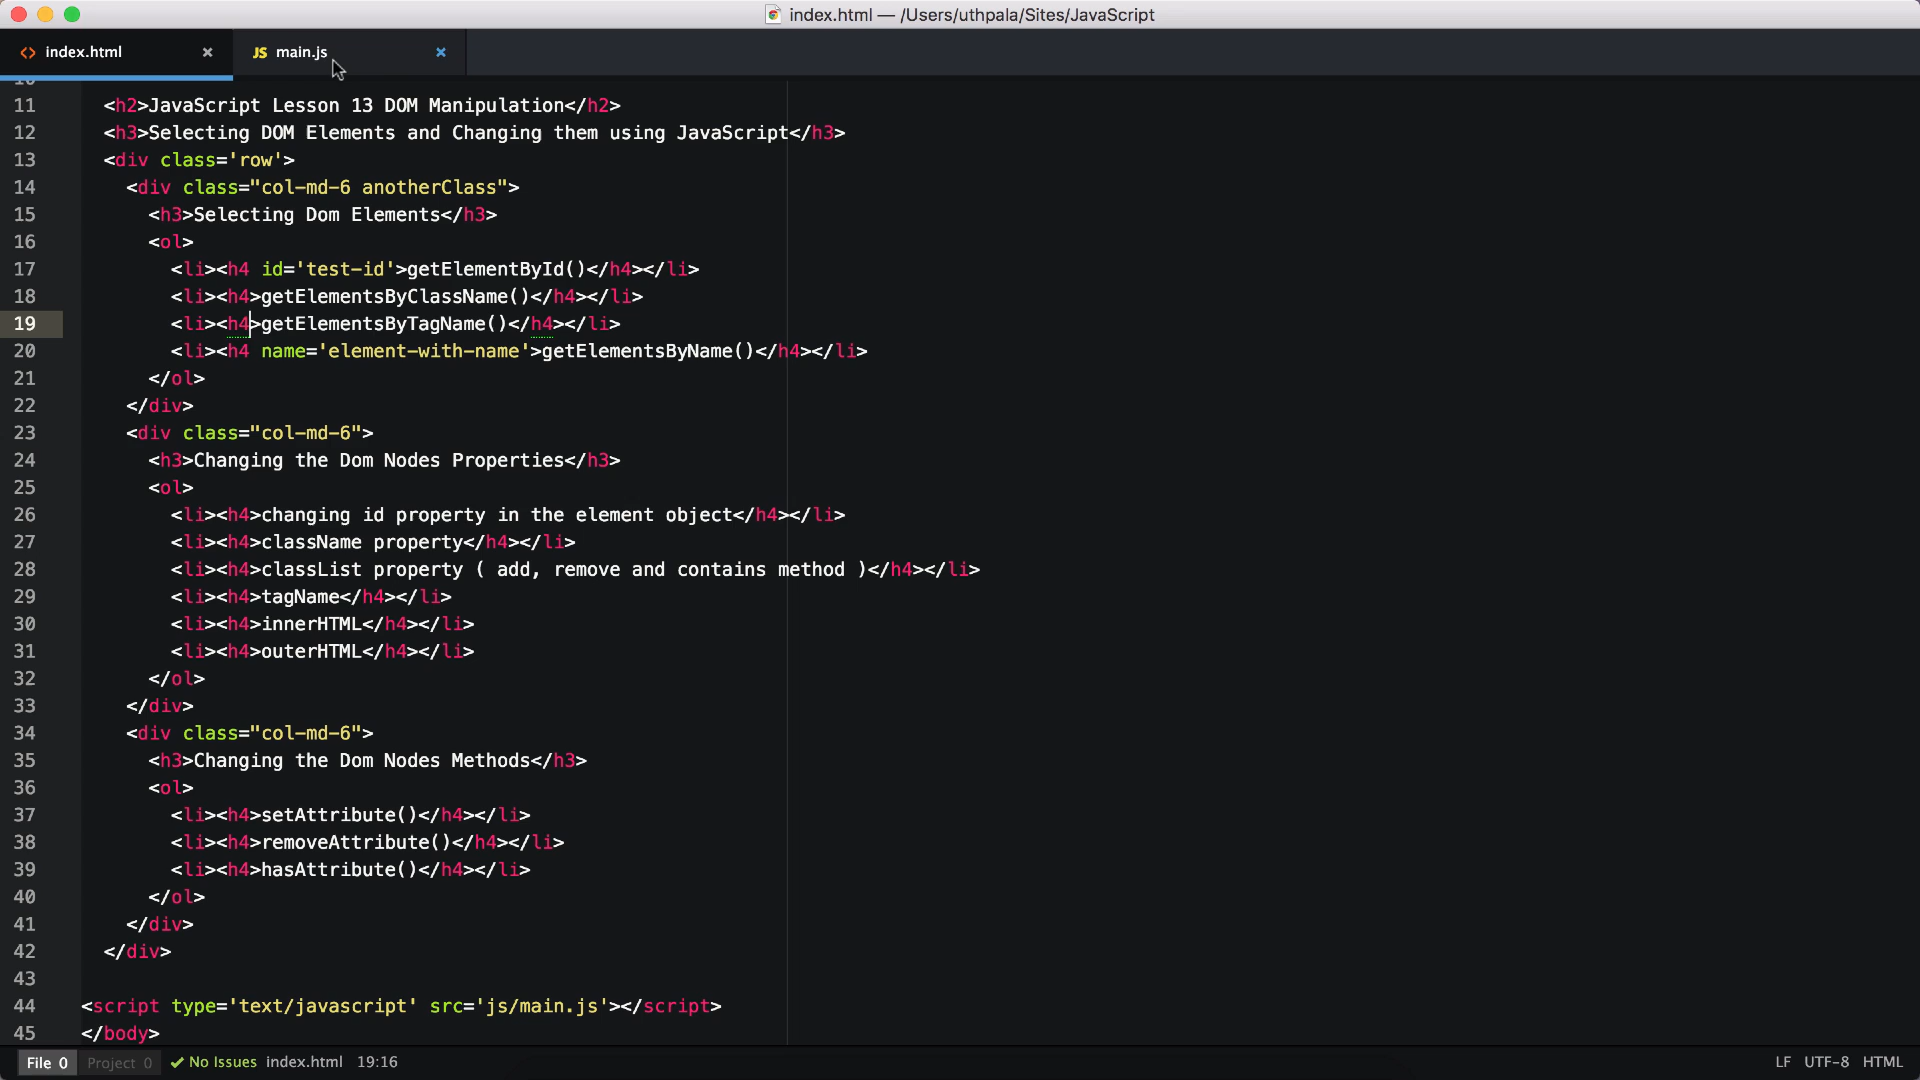 index.html — /Users/uthpala/Sites/JavaScript
index.html
JS main.js
10
11 <h2>JavaScript Lesson 13 DOM Manipulation</h2>
12 <h3>Selecting DOM Elements and Changing them using JavaScript</h3>
13 <div class='row'>
14 <div class="col-md-6 anotherClass">
15 <h3>Selecting Dom Elements</h3>
16 <ol>
17 <li><h4 id='test-id'>getElementById()</h4></li>
18 <li><h4>getElementsByClassName()</h4></li>
19 <li><h4>getElementsByTagName()</h4></li>
20 <li><h4 name='element-with-name'>getElementsByName()</h4></li>
21 </ol>
22 </div>
23 <div class="col-md-6">
24 <h3>Changing the Dom Nodes Properties</h3>
25 <ol>
26 <li><h4>changing id property in the element object</h4></li>
27 <li><h4>className property</h4></li>
28 <li><h4>classList property ( add, remove and contains method )</h4></li>
29 <li><h4>tagName</h4></li>
30 <li><h4>innerHTML</h4></li>
31 <li><h4>outerHTML</h4></li>
32 </ol>
33 </div>
34 <div class="col-md-6">
35 <h3>Changing the Dom Nodes Methods</h3>
36 <ol>
37 <li><h4>setAttribute()</h4></li>
38 <li><h4>removeAttribute()</h4></li>
39 <li><h4>hasAttribute()</h4></li>
40 </ol>
41 </div>
42 </div>
43
44 <script type='text/javascript' src='js/main.js'></script>
45 </body>
File 0 Project 0 No Issues index.html 19:16 LF UTF-8 HTML